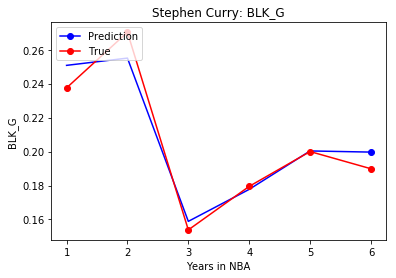 Stephen Curry: BLK_G
Prediction
True
0.26
0.24
0.22
0.20
0.18
0.16
BLK_G
1 2 3 4 5 6
Years in NBA